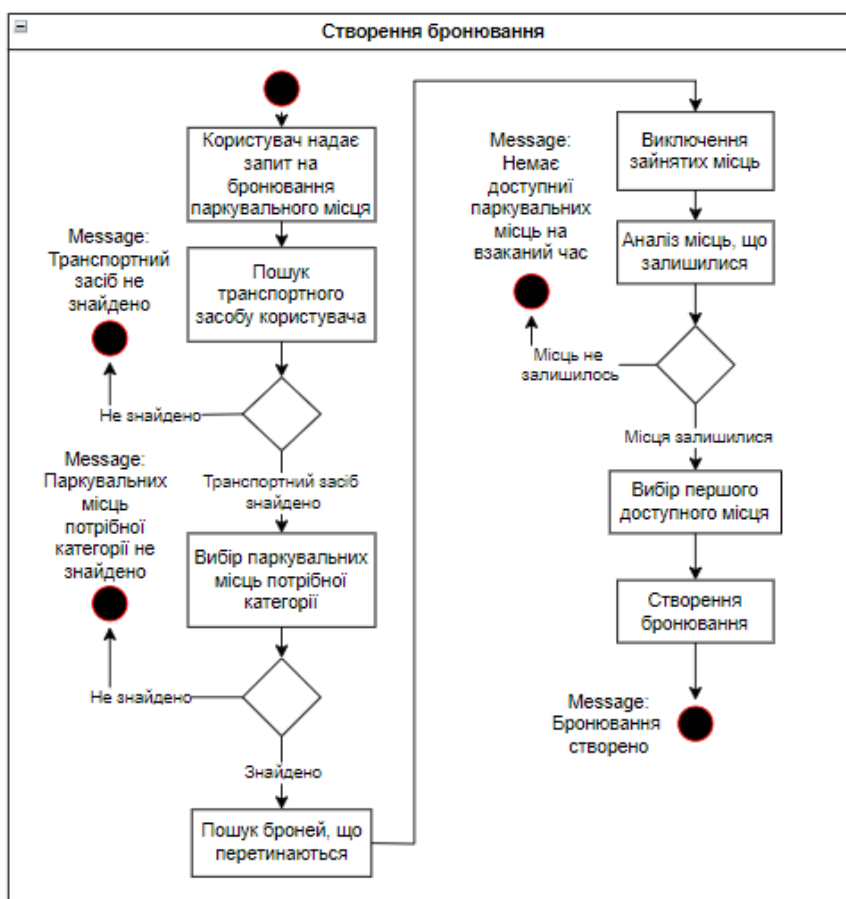 Створення бронювання
Користувач надає
запит на
бронювання
паркувального місця
Message:
Транспортний
засіб не
знайдено
Пошук
транспортного
засобу користувача
Не знайдено
Транспортний засіб
знайдено
Message:
Паркувальних
місць
потрібної
категорії не
знайдено
Вибір паркувальних
місць потрібної
категорії
Не знайдено
Знайдено
Пошук броней, що
перетинаються
Виключення
зайнятих місць
Message:
Немає
доступниї
паркувальних
місць на
взаканий час
Аналіз місць, що
залишилися
Місць не
залишилось
Місця залишилися
Вибір першого
доступного місця
Створення
бронювання
Message:
Бронювання
створено